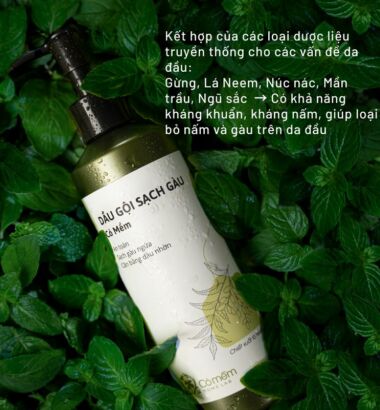 Kết hợp của các loại dược liệu
truyền thống cho các vấn đề da
đầu:
Gừng, Lá Neem, Núc nác, Mần
trầu, Ngũ sắc → Có khả năng
kháng khuẩn, kháng nấm, giúp loại
bỏ nấm và gàu trên da đầu
DẦU GỘI SẠCH GÀU
Cỏ Mềm
Sạch gàu ngứa
Cân bằng dầu nhờn
Cỏ mềm